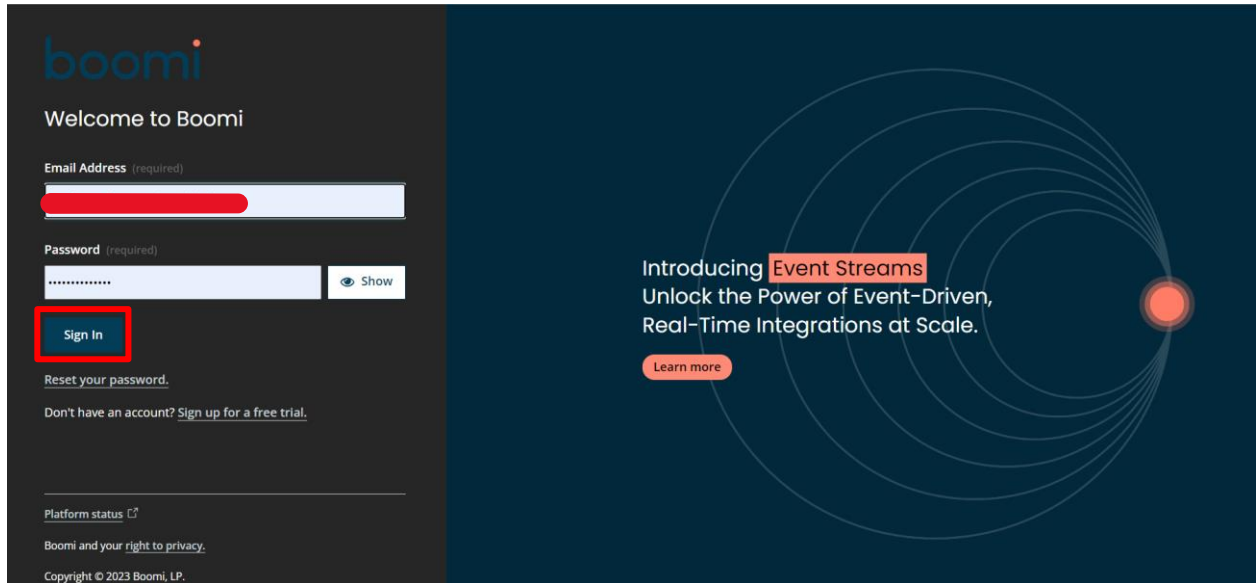 boomi
Welcome to Boomi
Email Address (required)
Password (required)
••••••••••••••
Show
Sign In
Reset your password.
Don't have an account? Sign up for a free trial.
Platform status
Boomi and your right to privacy.
Copyright © 2023 Boomi, LP.
Introducing Event Streams
Unlock the Power of Event-Driven,
Real-Time Integrations at Scale.
Learn more